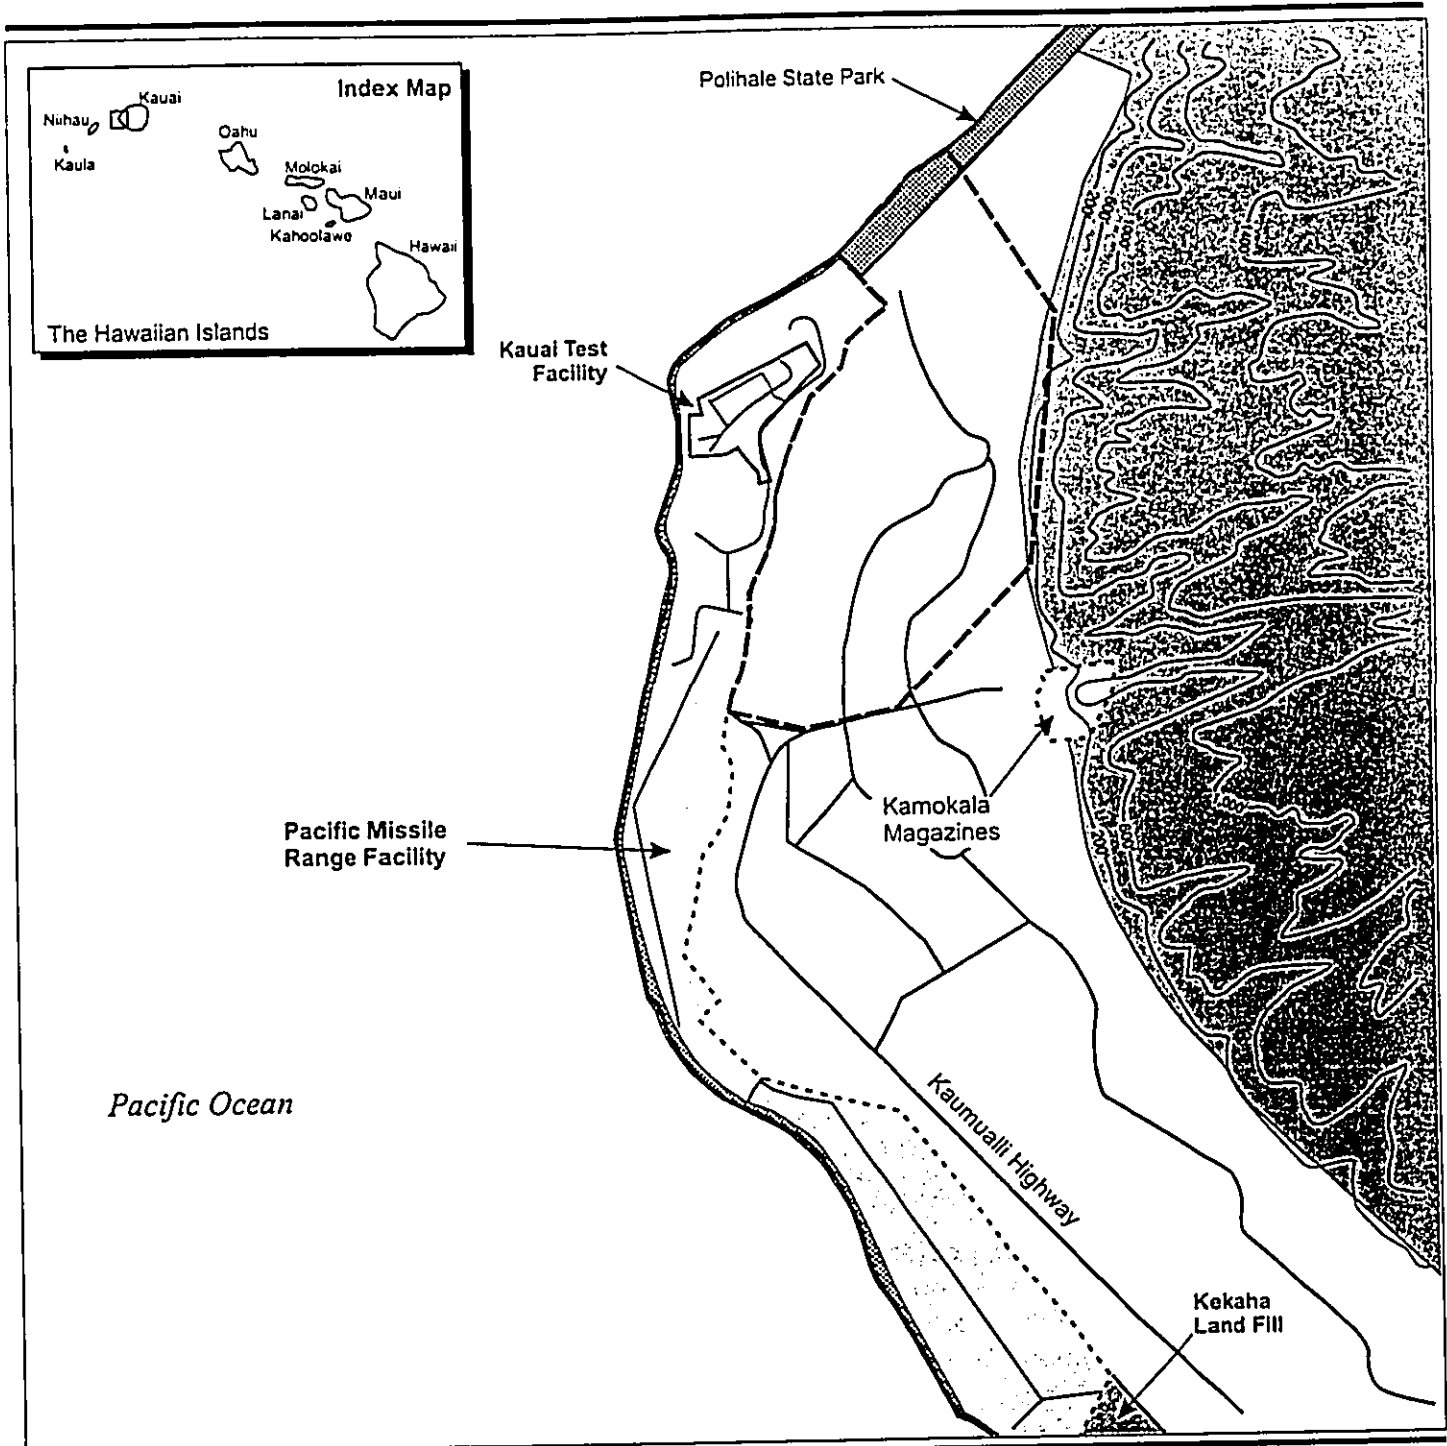 Index Map
Kauai
Niihau
Kaula
Oahu
Molokai
Maui
Lanai
Kahoolawe
Hawaii
The Hawaiian Islands
Polihale State Park
Kauai Test
Facility
Kamokala
Magazines
Pacific Missile
Range Facility
Pacific Ocean
Kaumualli Highway
Kekaha
Land Fill